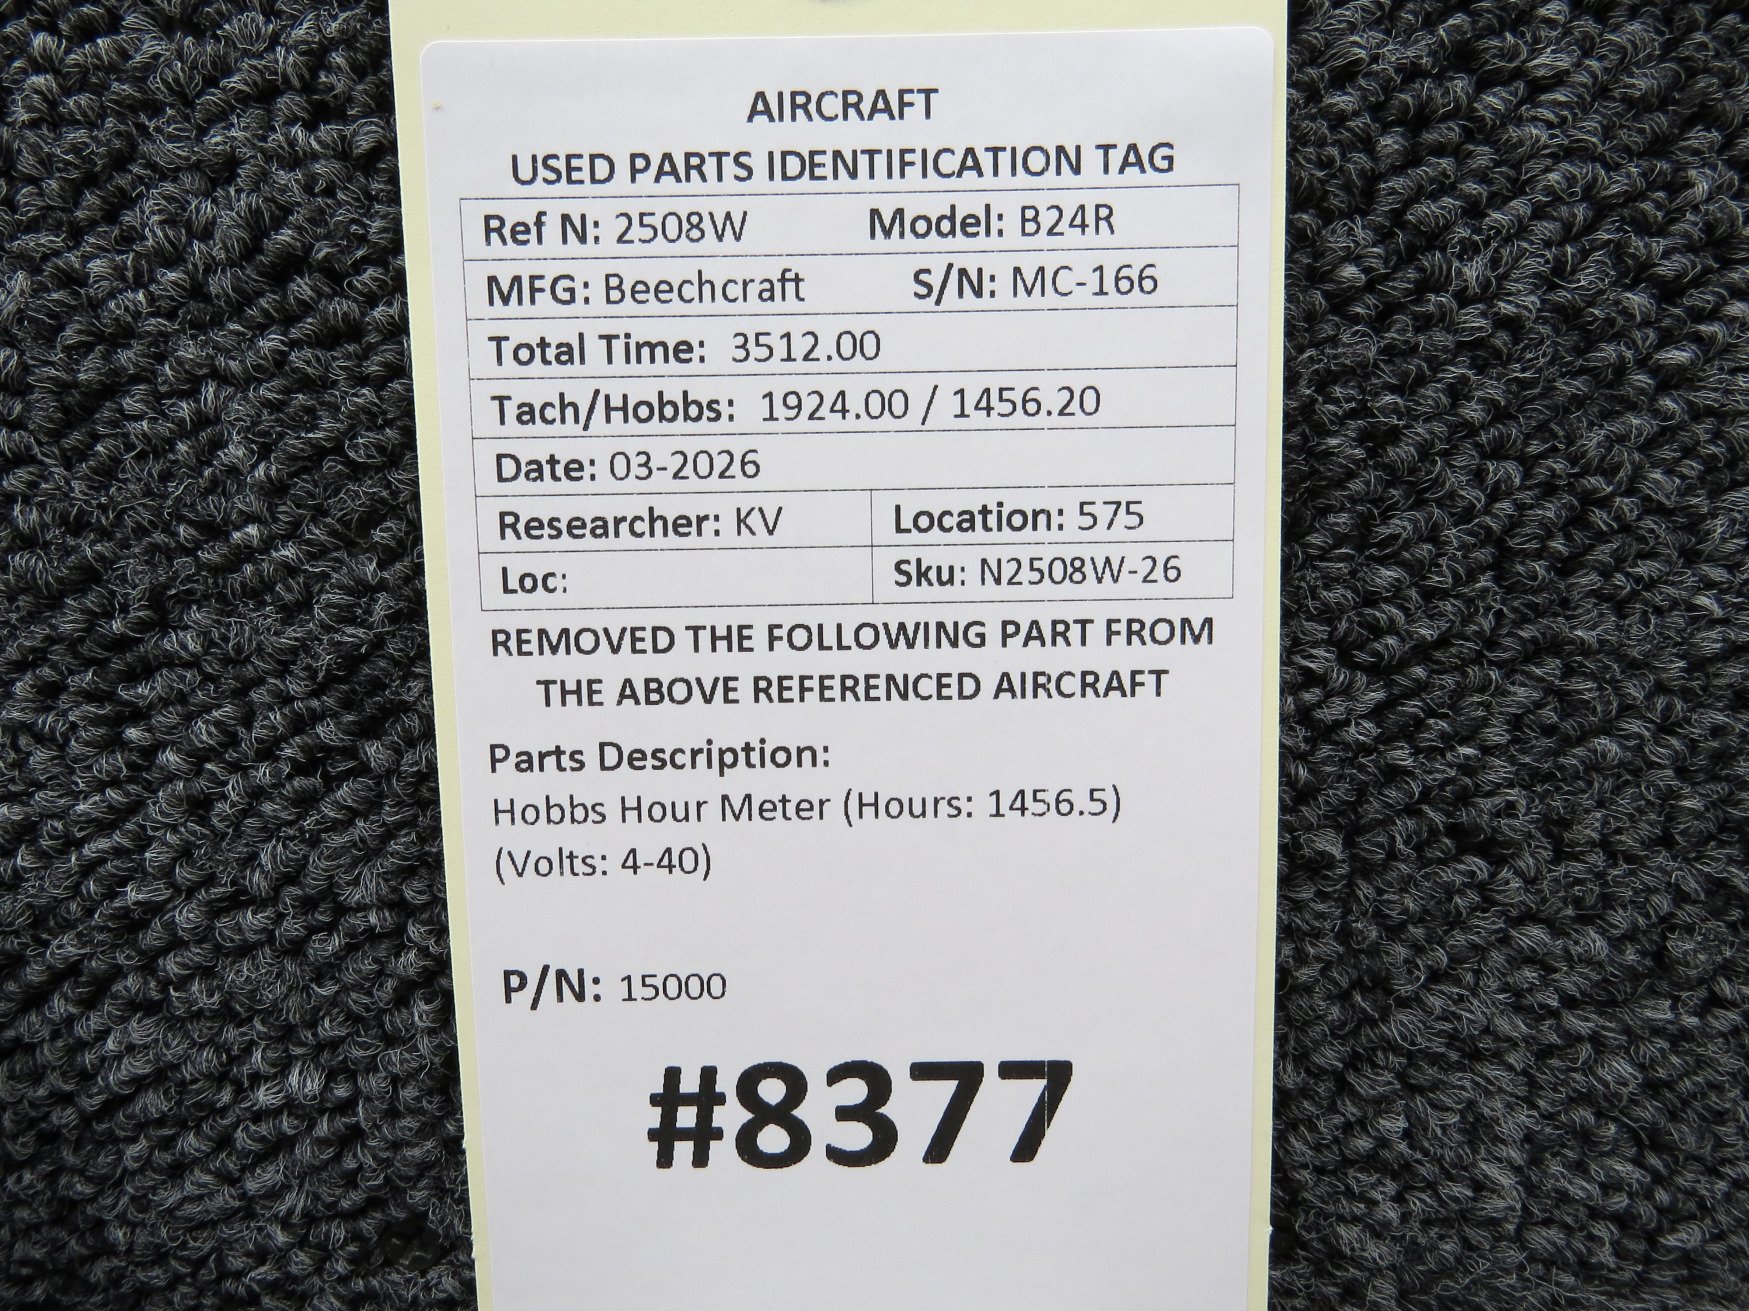 AIRCRAFT
USED PARTS IDENTIFICATION TAG
Ref N: 2508W Model: B24R
MFG: Beechcraft S/N: MC-166
Total Time: 3512.00
Tach/Hobbs: 1924.00 / 1456.20
Date: 03-2026
Researcher: KV Location: 575
Loc: Sku: N2508W-26
REMOVED THE FOLLOWING PART FROM
THE ABOVE REFERENCED AIRCRAFT
Parts Description:
Hobbs Hour Meter (Hours: 1456.5)
(Volts: 4-40)
P/N: 15000
#8377